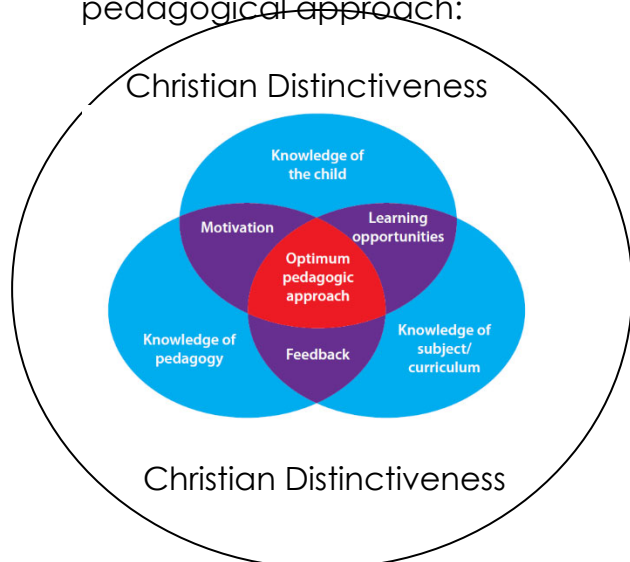 pedagogical approach:
Christian Distinctiveness
Knowledge of
the child
Motivation
Learning
opportunities
Optimum
pedagogic
approach
Knowledge of
pedagogy
Feedback
Knowledge of
subject/
curriculum
Christian Distinctiveness